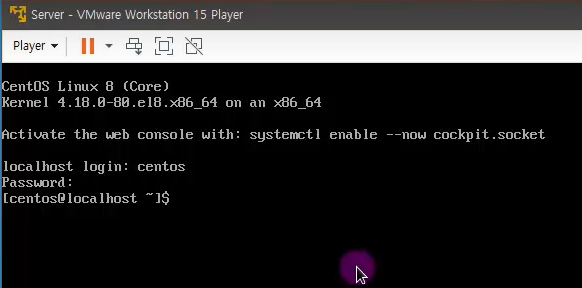 Server - VMware Workstation 15 Player
Player
CentOS Linux 8 (Core)
Kernel 4.18.0-80.el8.x86_64 on an x86_64
Activate the web console with: systemctl enable --now cockpit.socket
localhost login: centos
Password:
[centos@localhost ~]$